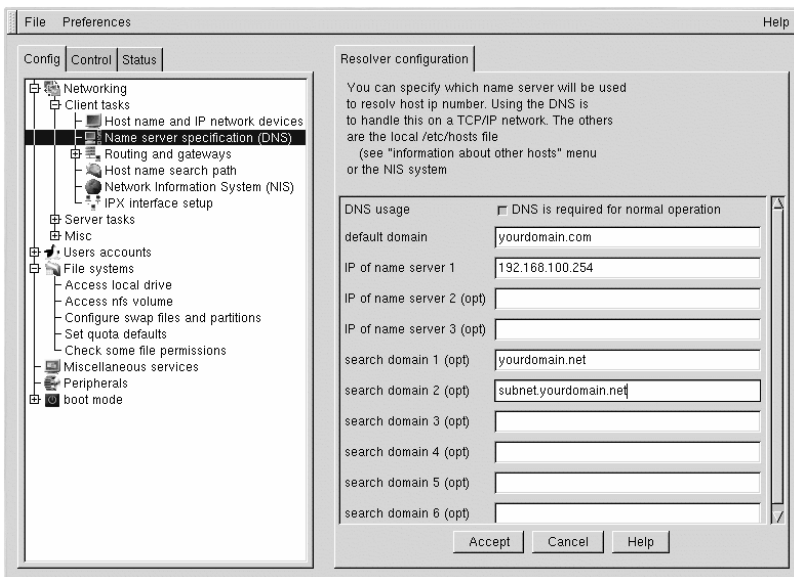 File Preferences Help
Config Control Status
Networking
Client tasks
Host name and IP network devices
Name server specification (DNS)
Routing and gateways
Host name search path
Network Information System (NIS)
IPX interface setup
Server tasks
Misc
Users accounts
File systems
Access local drive
Access nfs volume
Configure swap files and partitions
Set quota defaults
Check some file permissions
Miscellaneous services
Peripherals
boot mode
Resolver configuration
You can specify which name server will be used
to resolv host ip number. Using the DNS is
to handle this on a TCP/IP network. The others
are the local /etc/hosts file
(see "information about other hosts" menu
or the NIS system
DNS usage DNS is required for normal operation
default domain yourdomain.com
IP of name server 1 192.168.100.254
IP of name server 2 (opt)
IP of name server 3 (opt)
search domain 1 (opt) yourdomain.net
search domain 2 (opt) subnet.yourdomain.net
search domain 3 (opt)
search domain 4 (opt)
search domain 5 (opt)
search domain 6 (opt)
Accept Cancel Help